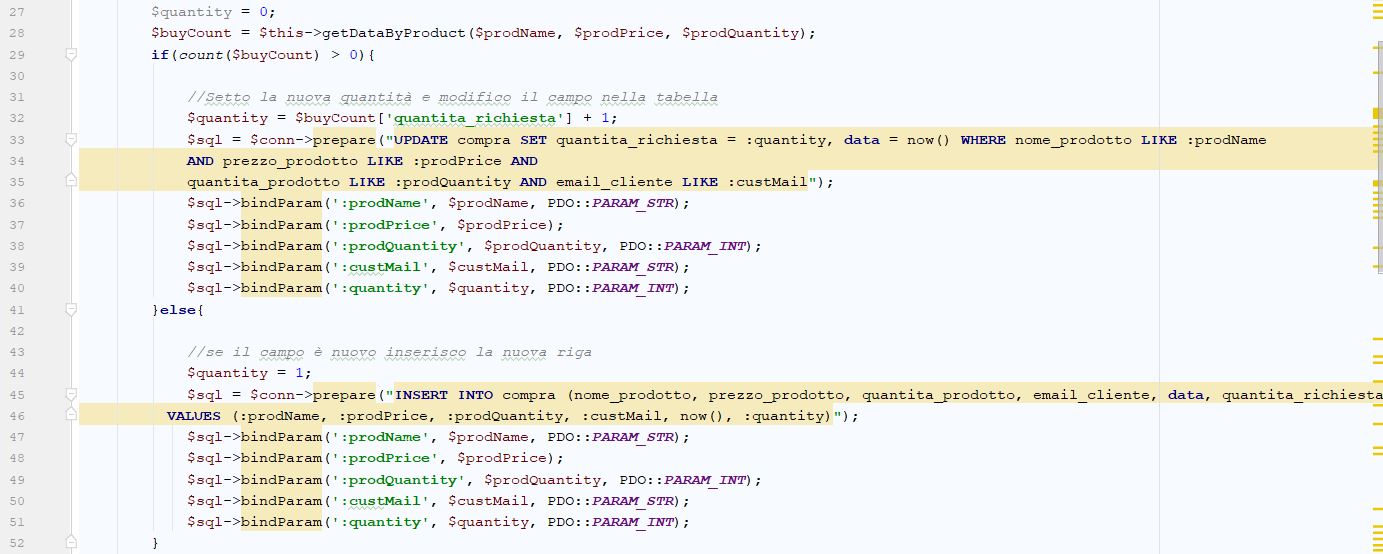 27 $quantity = 0;
28 $buyCount = $this->getDataByProduct($prodName, $prodPrice, $prodQuantity);
29 if(count($buyCount) > 0){
30
31 //Setto la nuova quantità e modifico il campo nella tabella
32 $quantity = $buyCount['quantita_richiesta'] + 1;
33 $sql = $conn->prepare("UPDATE compra SET quantita_richiesta = :quantity, data = now() WHERE nome_prodotto LIKE :prodName
34 AND prezzo_prodotto LIKE :prodPrice AND
35 quantita_prodotto LIKE :prodQuantity AND email_cliente LIKE :custMail");
36 $sql->bindParam(':prodName', $prodName, PDO::PARAM_STR);
37 $sql->bindParam(':prodPrice', $prodPrice);
38 $sql->bindParam(':prodQuantity', $prodQuantity, PDO::PARAM_INT);
39 $sql->bindParam(':custMail', $custMail, PDO::PARAM_STR);
40 $sql->bindParam(':quantity', $quantity, PDO::PARAM_INT);
41 }else{
42
43 //se il campo è nuovo inserisco la nuova riga
44 $quantity = 1;
45 $sql = $conn->prepare("INSERT INTO compra (nome_prodotto, prezzo_prodotto, quantita_prodotto, email_cliente, data, quantita_richiesta
46 VALUES (:prodName, :prodPrice, :prodQuantity, :custMail, now(), :quantity)");
47 $sql->bindParam(':prodName', $prodName, PDO::PARAM_STR);
48 $sql->bindParam(':prodPrice', $prodPrice);
49 $sql->bindParam(':prodQuantity', $prodQuantity, PDO::PARAM_INT);
50 $sql->bindParam(':custMail', $custMail, PDO::PARAM_STR);
51 $sql->bindParam(':quantity', $quantity, PDO::PARAM_INT);
52 }